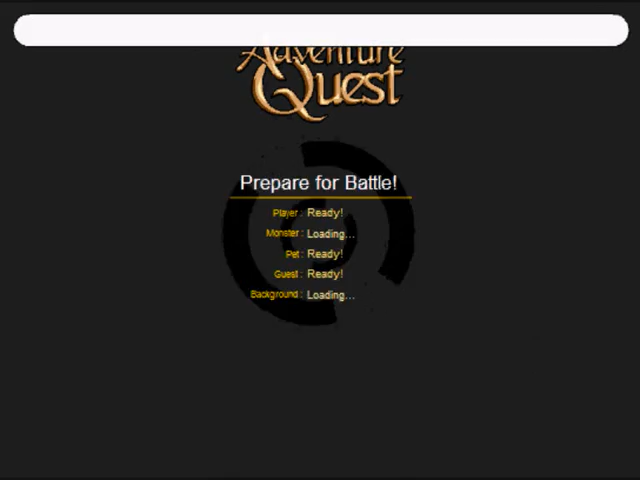 Adventure
Quest
Prepare for Battle!
Player : Ready!
Monster : Loading...
Pet : Ready!
Guest : Ready!
Background : Loading...